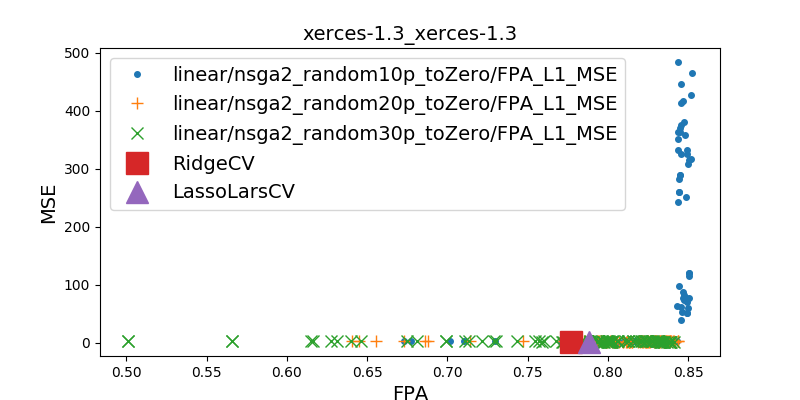 xerces-1.3_xerces-1.3
500
400
300
200
100
0
MSE
linear/nsga2_random10p_toZero/FPA_L1_MSE
linear/nsga2_random20p_toZero/FPA_L1_MSE
linear/nsga2_random30p_toZero/FPA_L1_MSE
RidgeCV
LassoLarsCV
0.50 0.55 0.60 0.65 0.70 0.75 0.80 0.85
FPA